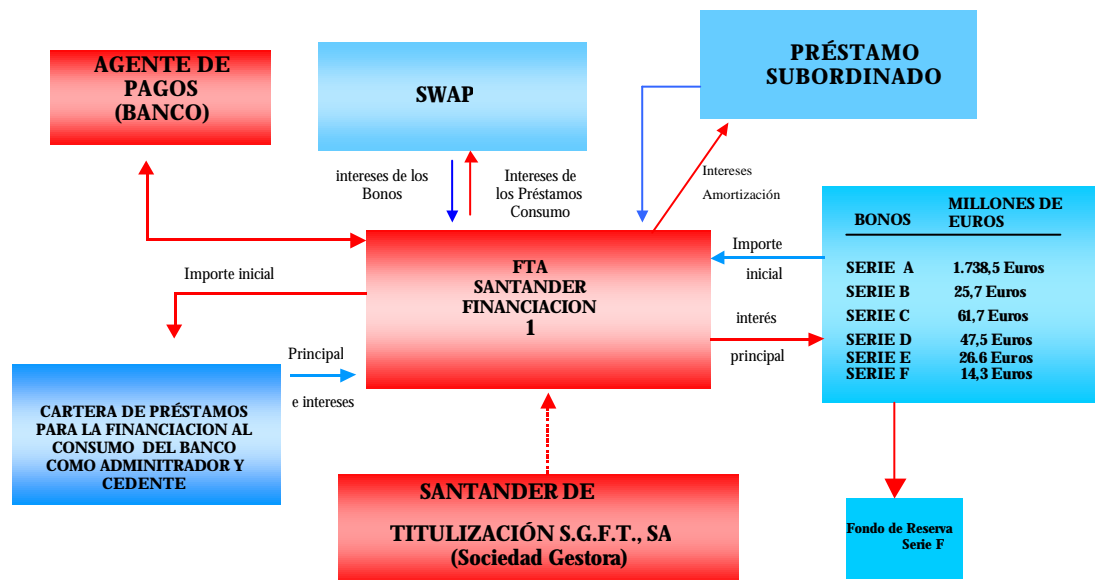 AGENTE DE
PAGOS
(BANCO)
SWAP
PRÉSTAMO
SUBORDINADO
intereses de los
Bonos
Intereses de
los Préstamos
Consumo
Intereses
Amortización
BONOS
MILLONES DE
EUROS
SERIE A 1.738,5 Euros
SERIE B 25,7 Euros
SERIE C 61,7 Euros
SERIE D 47,5 Euros
SERIE E 26.6 Euros
SERIE F 14,3 Euros
Importe
inicial
interés
principal
FTA
SANTANDER
FINANCIACION
1
Importe inicial
Principal
e intereses
CARTERA DE PRÉSTAMOS
PARA LA FINANCIACION AL
CONSUMO DEL BANCO
COMO ADMINITRADOR Y
CEDENTE
SANTANDER DE
TITULIZACIÓN S.G.F.T., SA
(Sociedad Gestora)
Fondo de Reserva
Serie F